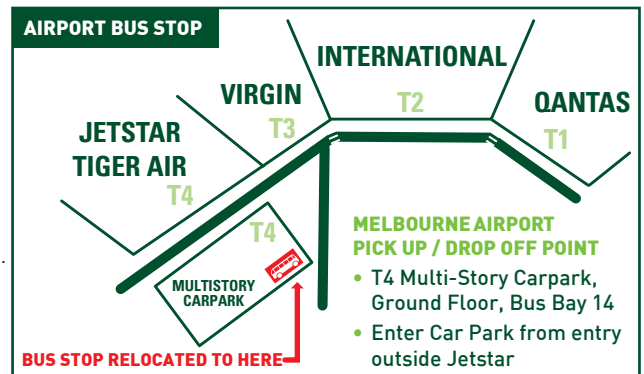 AIRPORT BUS STOP
INTERNATIONAL
T2
VIRGIN
T3
QANTAS
T1
JETSTAR
TIGER AIR
T4
T4
MULTISTORY
CARPARK
BUS STOP RELOCATED TO HERE
MELBOURNE AIRPORT
PICK UP / DROP OFF POINT
• T4 Multi-Story Carpark,
Ground Floor, Bus Bay 14
• Enter Car Park from entry
outside Jetstar